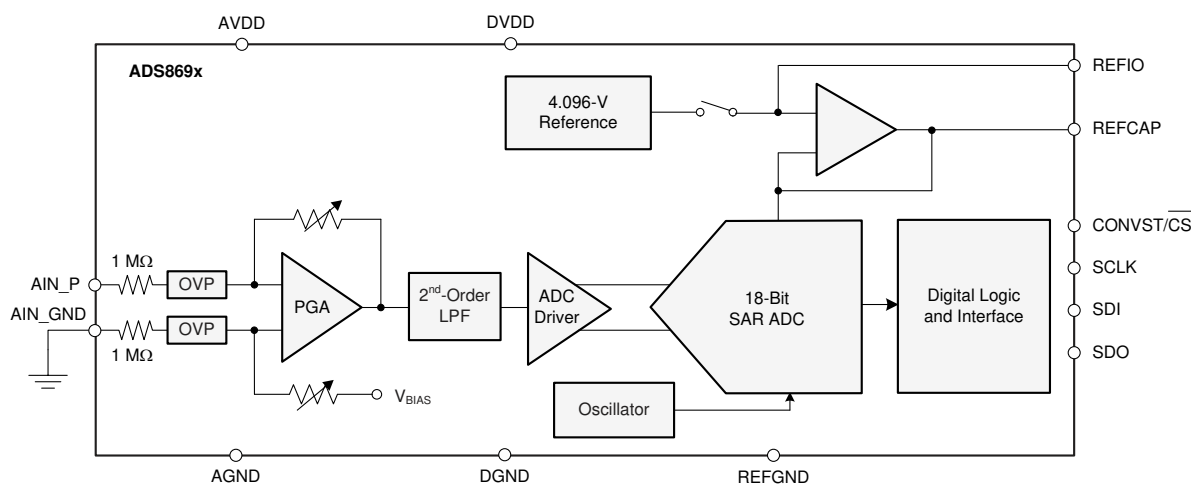 AVDD
DVDD
ADS869x
REFIO
4.096-V
Reference
REFCAP
CONVST/CS
1 MΩ
AIN_P
OVP
SCLK
AIN_GND
PGA
2nd-Order
LPF
ADC
Driver
18-Bit
SAR ADC
Digital Logic
and Interface
SDI
OVP
1 MΩ
SDO
VBIAS
Oscillator
AGND
DGND
REFGND